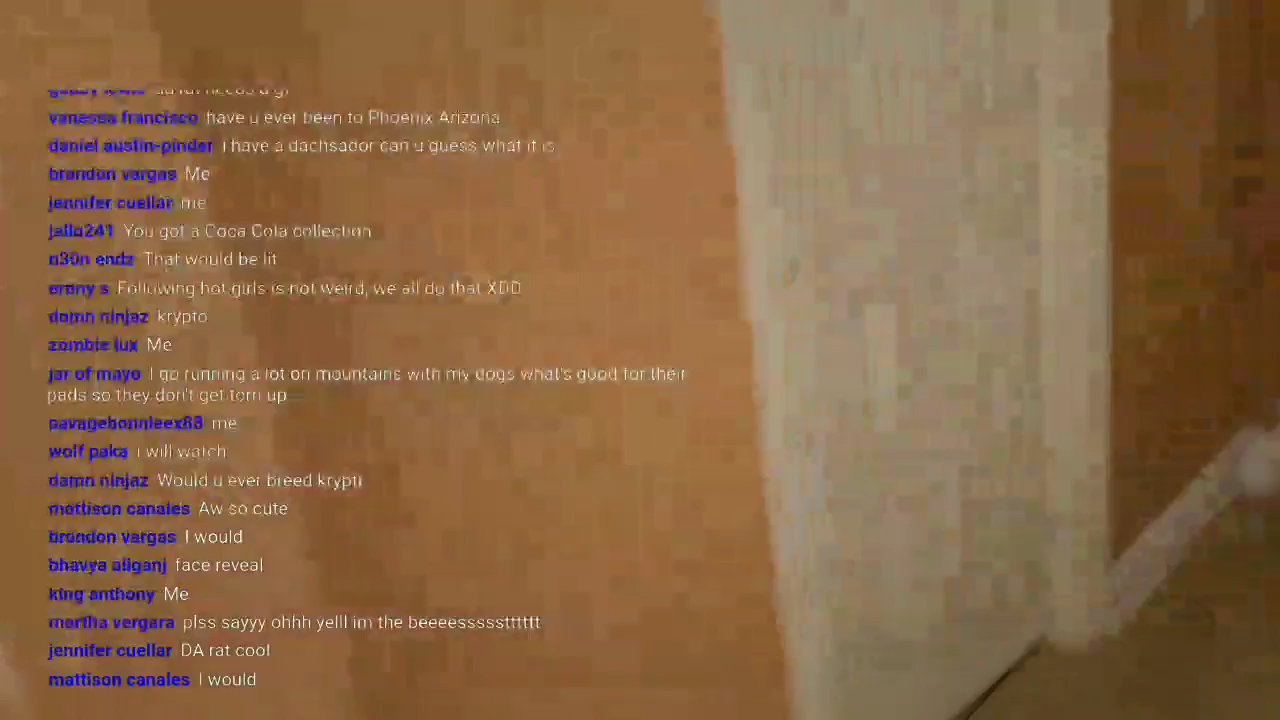 vanessa francisco have u ever been to Phoenix Arizona
daniel austin-pinder i have a dachsador can u guess what it is
brandon vargas Me
jennifer cuellar me
jallo241 You got a Coca Cola collection
n30n endz That would be lit
emny s Following hot girls is not weird, we all do that XDD
damn ninjaz krypto
zombie lux Me
jar of mayo I go running a lot on mountains with my dogs what's good for their
pads so they don't get torn up
savagebonnieex88 me
wolf paka i will watch
damn ninjaz Would u ever breed krypti
mattison canales Aw so cute
brandon vargas I would
bhavya aliganj face reveal
king anthony Me
martha vergara plss sayyy ohhh yelll im the beeeesssssstttttt
jennifer cuellar DA rat cool
mattison canales I would